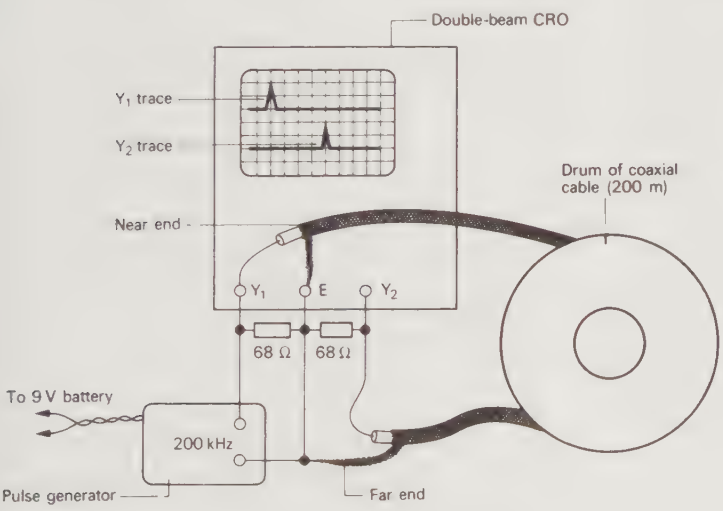 Double-beam CRO
Y₁ trace
Y₂ trace
Drum of coaxial
cable (200 m)
Near end
Y₁
E
Y₂
68 Ω
68 Ω
To 9 V battery
200 kHz
Pulse generator
Far end